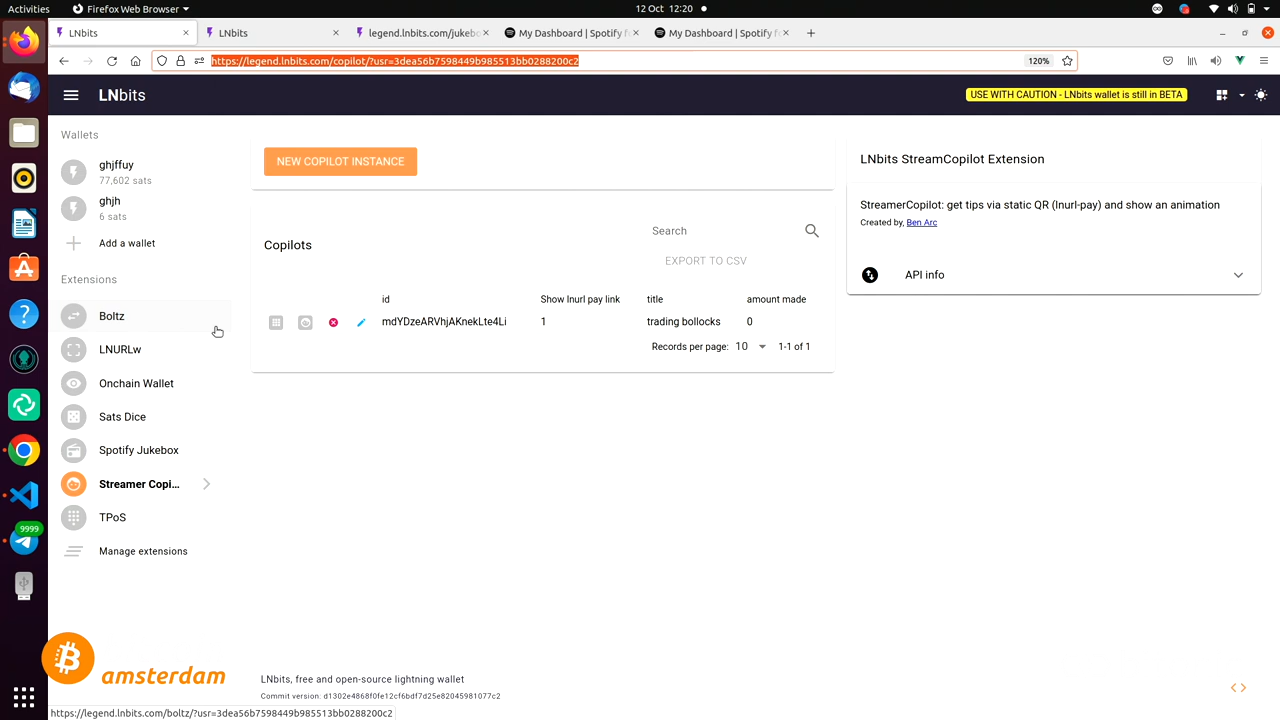 Activities
Firefox Web Browser
12 Oct 12:20
LNbits
LNbits
legend.lnbits.com/jukeb
My Dashboard | Spotify f
My Dashboard | Spotify f
https://legend.lnbits.com/copilot/?usr=3dea56b7598449b985513bb0288200c2
120%
LNbits
USE WITH CAUTION - LNbits wallet is still in BETA
Wallets
ghjffuy
77,602 sats
ghjh
6 sats
Add a wallet
Extensions
Boltz
LNURLw
Onchain Wallet
Sats Dice
Spotify Jukebox
Streamer Copi...
TPoS
Manage extensions
NEW COPILOT INSTANCE
Copilots
Search
EXPORT TO CSV
id Show lnurl pay link title amount made
mdYDzeARVhjAKnekLte4Li 1 trading bollocks 0
Records per page: 10 1-1 of 1
LNbits StreamCopilot Extension
StreamerCopilot: get tips via static QR (lnurl-pay) and show an animation
Created by, Ben Arc
API info
9999
amsterdam
LNbits, free and open-source lightning wallet
Commit version: d1302e4868f0fe12cf6bdf7d25e82045981077c2
https://legend.lnbits.com/boltz/?usr=3dea56b7598449b985513bb0288200c2